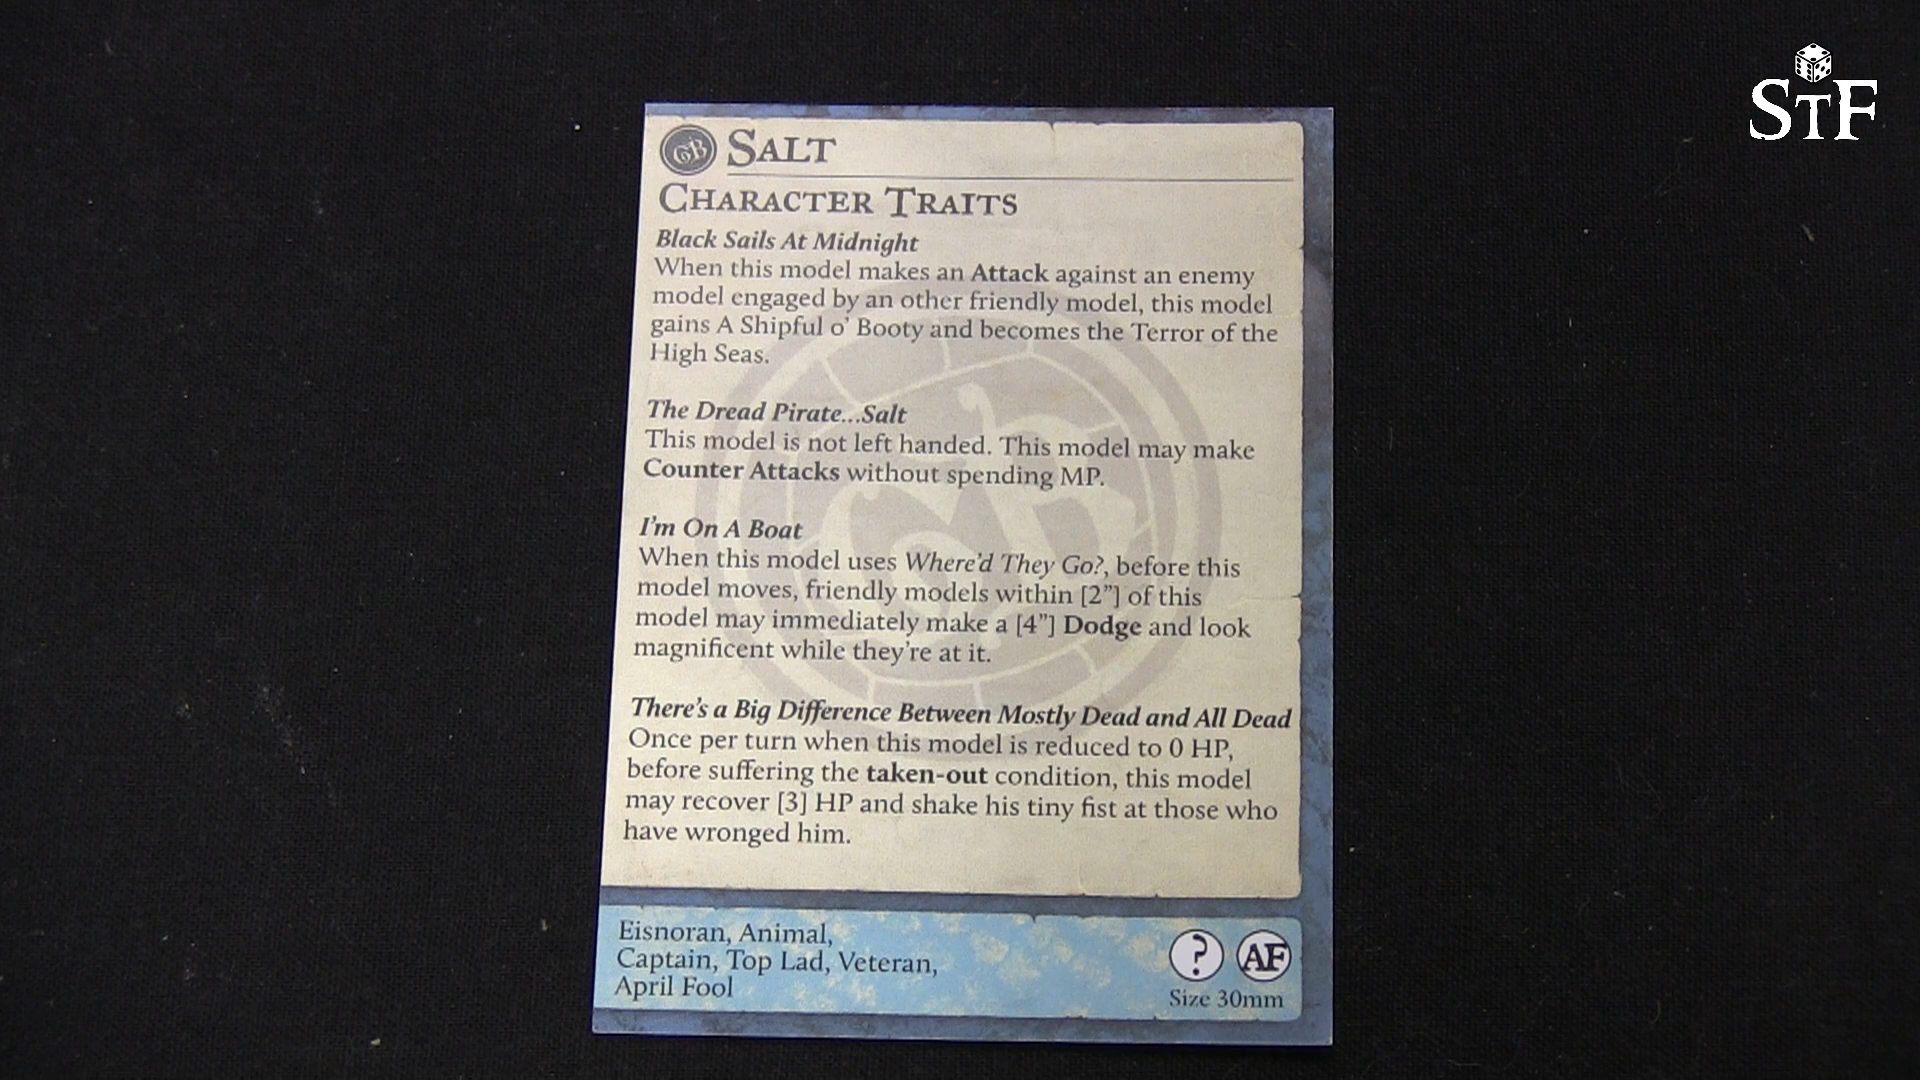 STF
GB SALT
CHARACTER TRAITS
Black Sails At Midnight
When this model makes an Attack against an enemy
model engaged by an other friendly model, this model
gains A Shipful o' Booty and becomes the Terror of the
High Seas.
The Dread Pirate...Salt
This model is not left handed. This model may make
Counter Attacks without spending MP.
I'm On A Boat
When this model uses Where'd They Go?, before this
model moves, friendly models within [2”] of this
model may immediately make a [4”] Dodge and look
magnificent while they're at it.
There's a Big Difference Between Mostly Dead and All Dead
Once per turn when this model is reduced to 0 HP,
before suffering the taken-out condition, this model
may recover [3] HP and shake his tiny fist at those who
have wronged him.
Eisnoran, Animal,
Captain, Top Lad, Veteran,
April Fool
? AF
Size 30mm